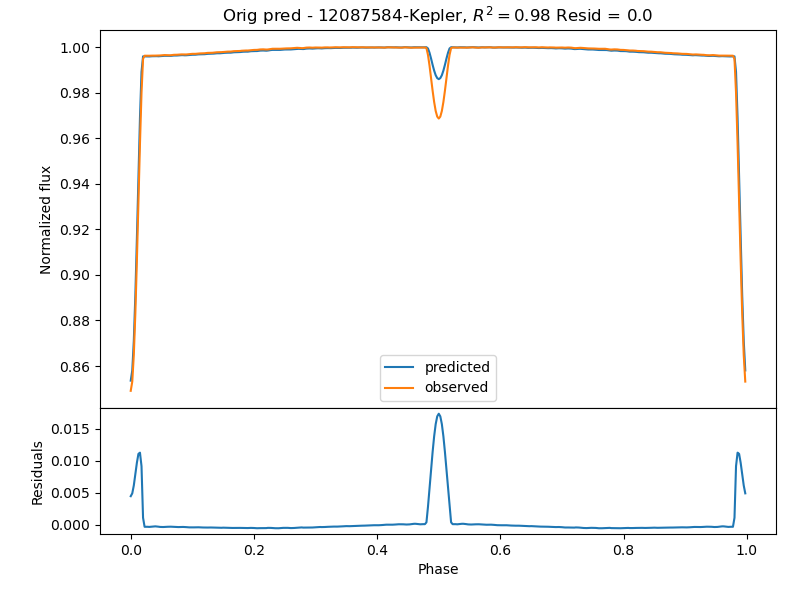 Orig pred - 12087584-Kepler, $R^2 = 0.98$ Resid = 0.0
Normalized flux
1.00
0.98
0.96
0.94
0.92
0.90
0.88
0.86
predicted
observed
Residuals
0.015
0.010
0.005
0.000
0.0 0.2 0.4 0.6 0.8 1.0
Phase